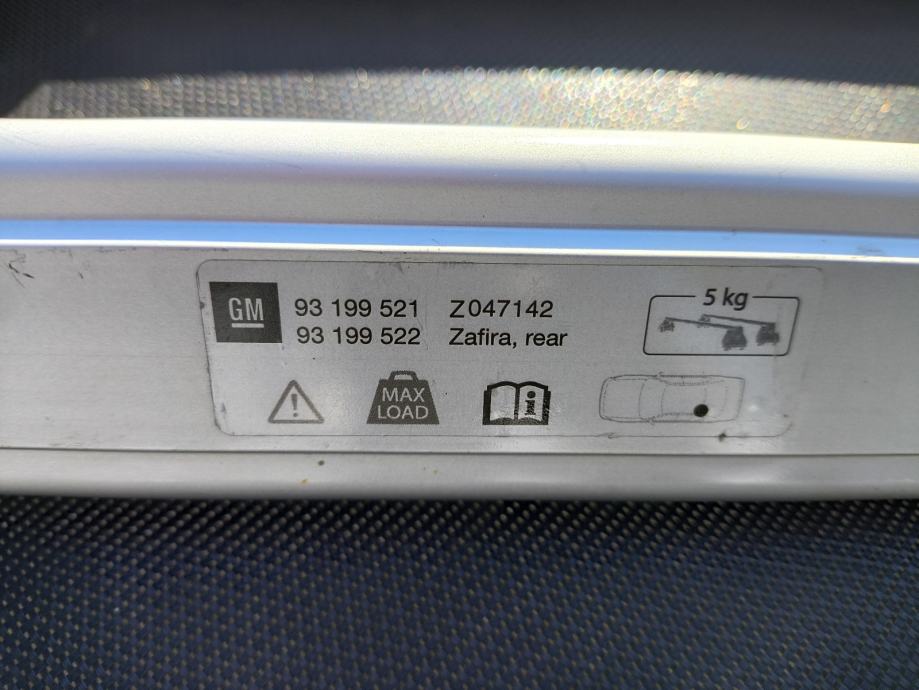 GM 93 199 521 Z047142
93 199 522 Zafira, rear
5 kg
MAX
LOAD
i